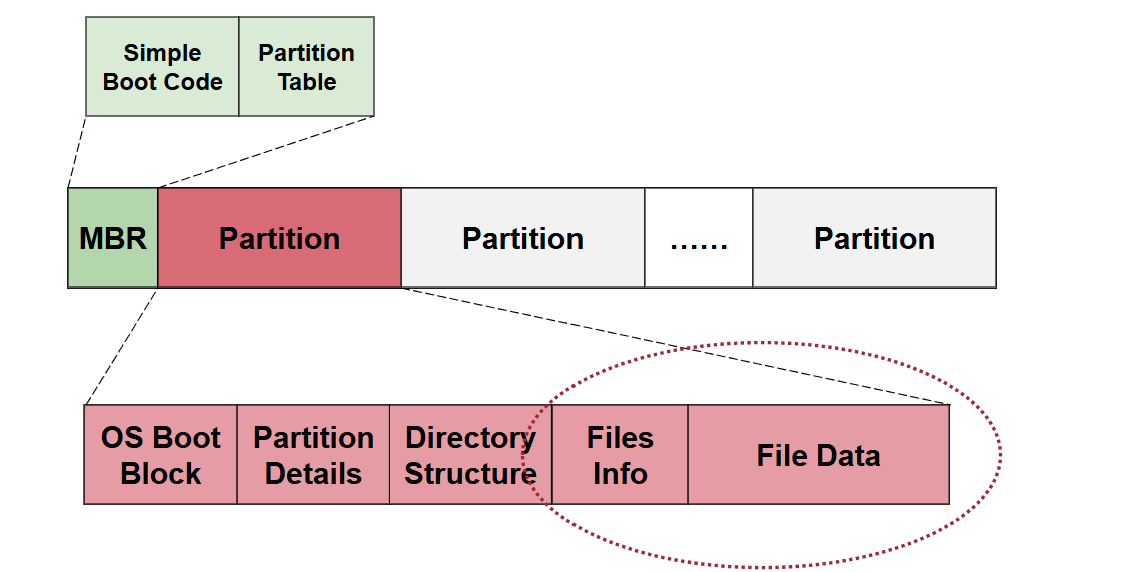 Simple
Boot Code
Partition
Table
MBR
Partition
Partition
......
Partition
OS Boot
Block
Partition
Details
Directory
Structure
Files
Info
File Data